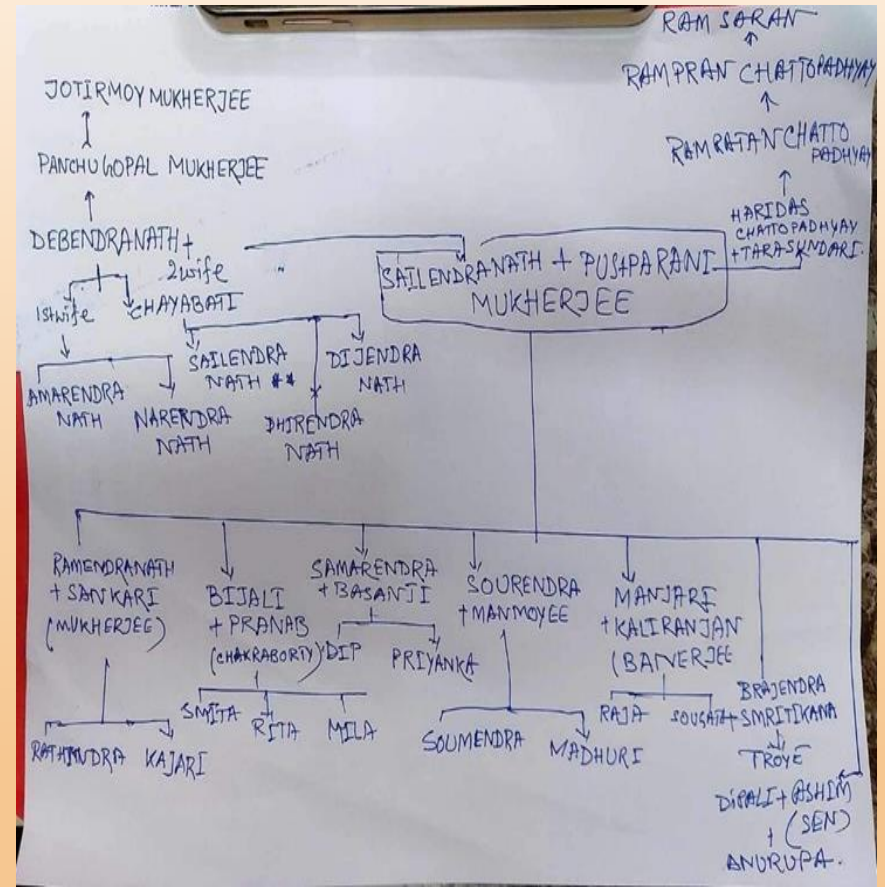 RAM SARAN
RAMPRAN CHATTOPADHYAY
RAMRATAN CHATTO
PADHYAY
HARIDAS
CHATTOPADHYAY
+TARASUNDARI.
JOTIRMOY MUKHERJEE
PANCHUGOPAL MUKHERJEE
DEBENDRANATH +
2wife
1stwife
CHAYABATI
SAILENDRANATH + PUSHPARANI
MUKHERJEE
SAILENDRA
NATH **
DIJENDRA
NATH
AMARENDRA
NATH
NARENDRA
NATH
DHIRENDRA
NATH
RAMENDRANATH
+ SANKARI
(MUKHERJEE)
RATHINDRA KAJARI
BIJALI
+ PRANAB
(CHAKRABORTY)
SMITA RITA MILA
SAMARENDRA
+ BASANTI
DIP PRIYANKA
SOURENDRA
+MANMOYEE
SOUMENDRA MADHURI
MANJARI
+KALIRANJAN
(BANERJEE
RAJA
BRAJENDRA
+ SMRITIKANA
TROYE
DIPALI + ASHIM
(SEN)
+
ANURUPA.